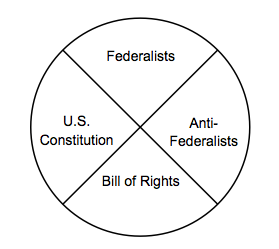 Federalists
U.S.
Constitution
Anti-
Federalists
Bill of Rights